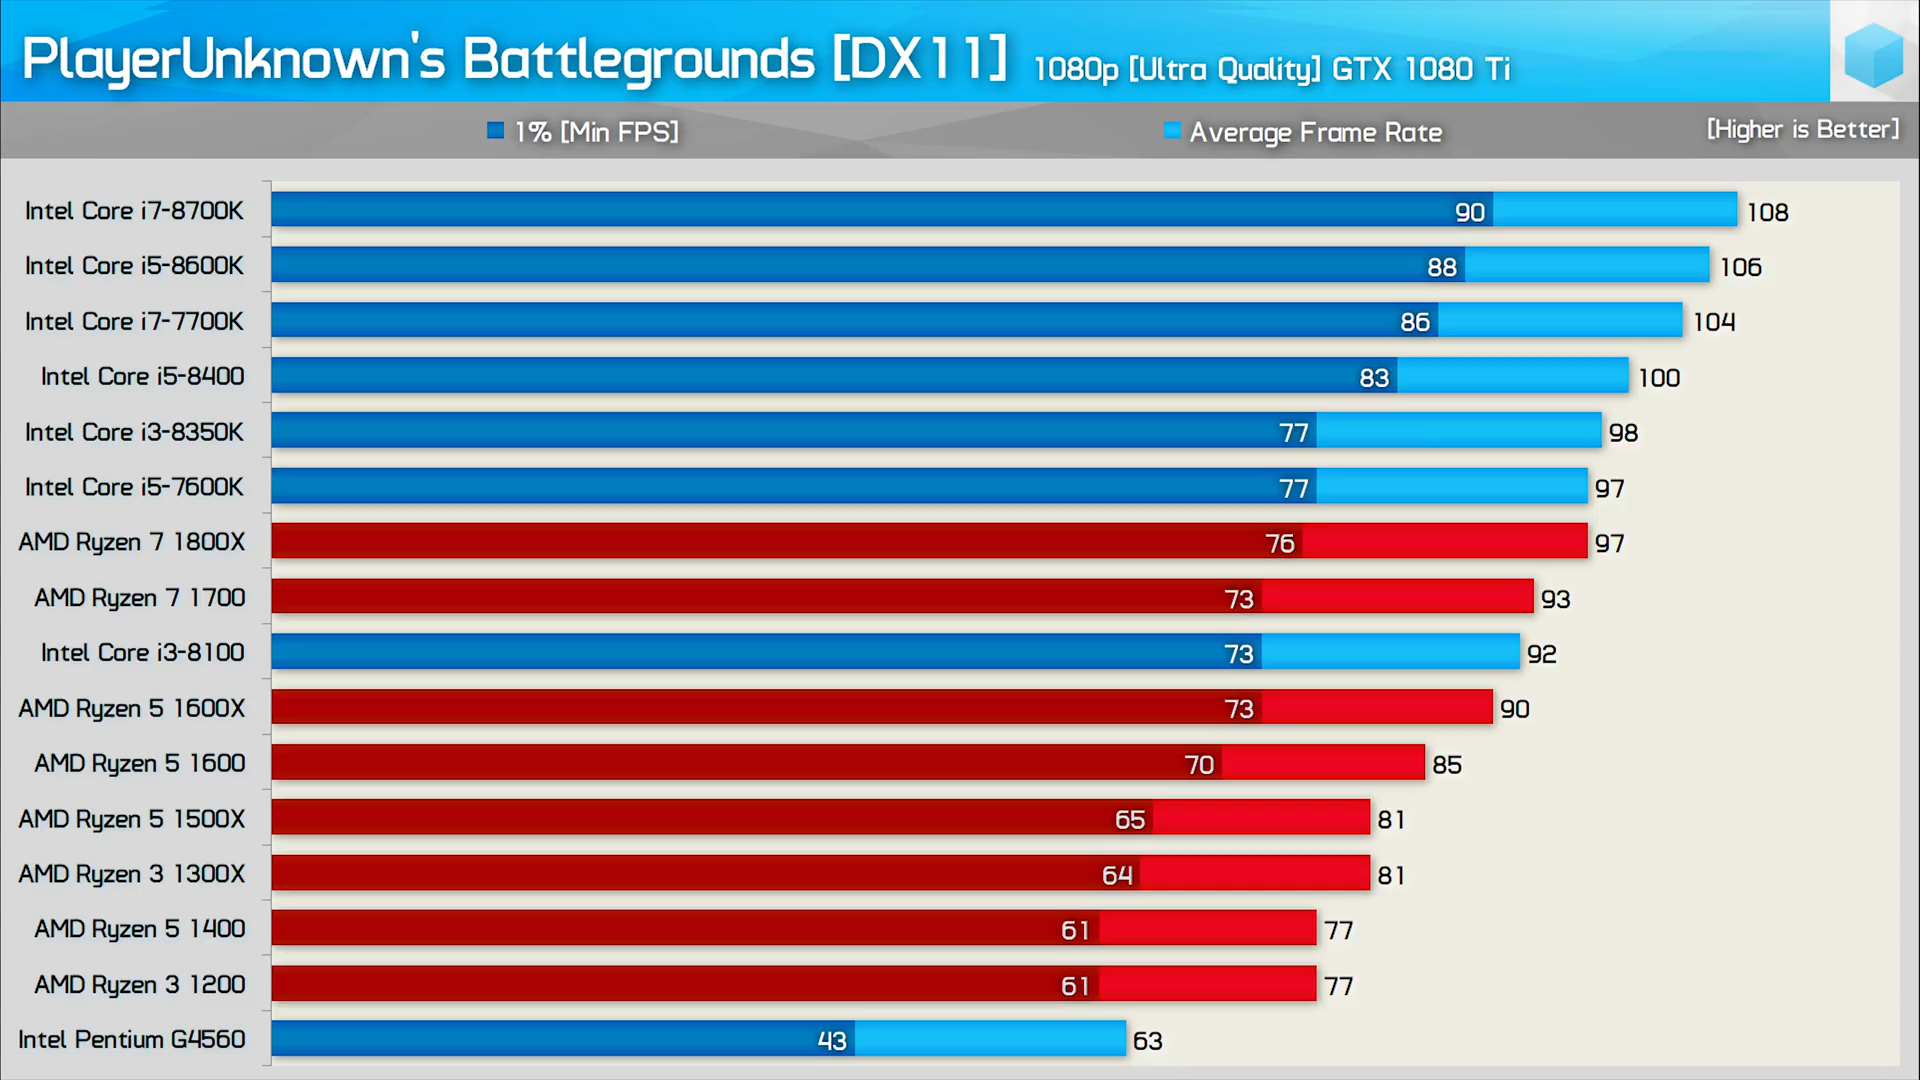 PlayerUnknown's Battlegrounds [DX11] 1080p [Ultra Quality] GTX 1080 Ti
1% [Min FPS] Average Frame Rate [Higher is Better]
Intel Core i7-8700K 90 108
Intel Core i5-8600K 88 106
Intel Core i7-7700K 86 104
Intel Core i5-8400 83 100
Intel Core i3-8350K 77 98
Intel Core i5-7600K 77 97
AMD Ryzen 7 1800X 76 97
AMD Ryzen 7 1700 73 93
Intel Core i3-8100 73 92
AMD Ryzen 5 1600X 73 90
AMD Ryzen 5 1600 70 85
AMD Ryzen 5 1500X 65 81
AMD Ryzen 3 1300X 64 81
AMD Ryzen 5 1400 61 77
AMD Ryzen 3 1200 61 77
Intel Pentium G4560 43 63